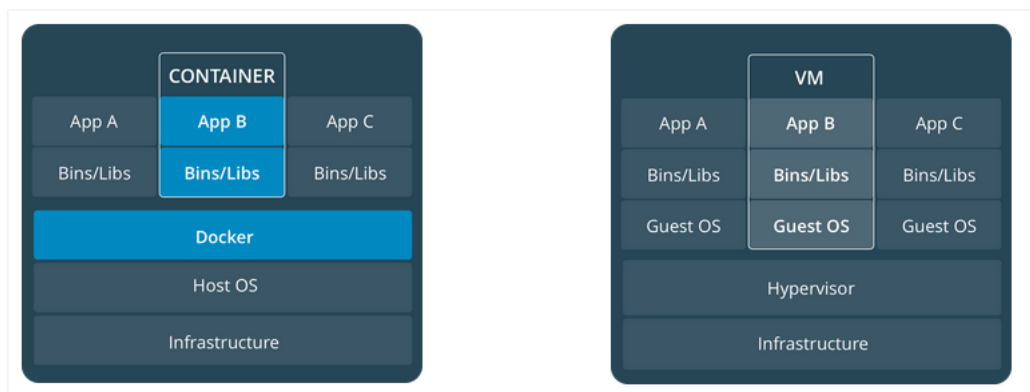 CONTAINER
App A App B App C
Bins/Libs Bins/Libs Bins/Libs
Docker
Host OS
Infrastructure
VM
App A App B App C
Bins/Libs Bins/Libs Bins/Libs
Guest OS Guest OS Guest OS
Hypervisor
Infrastructure